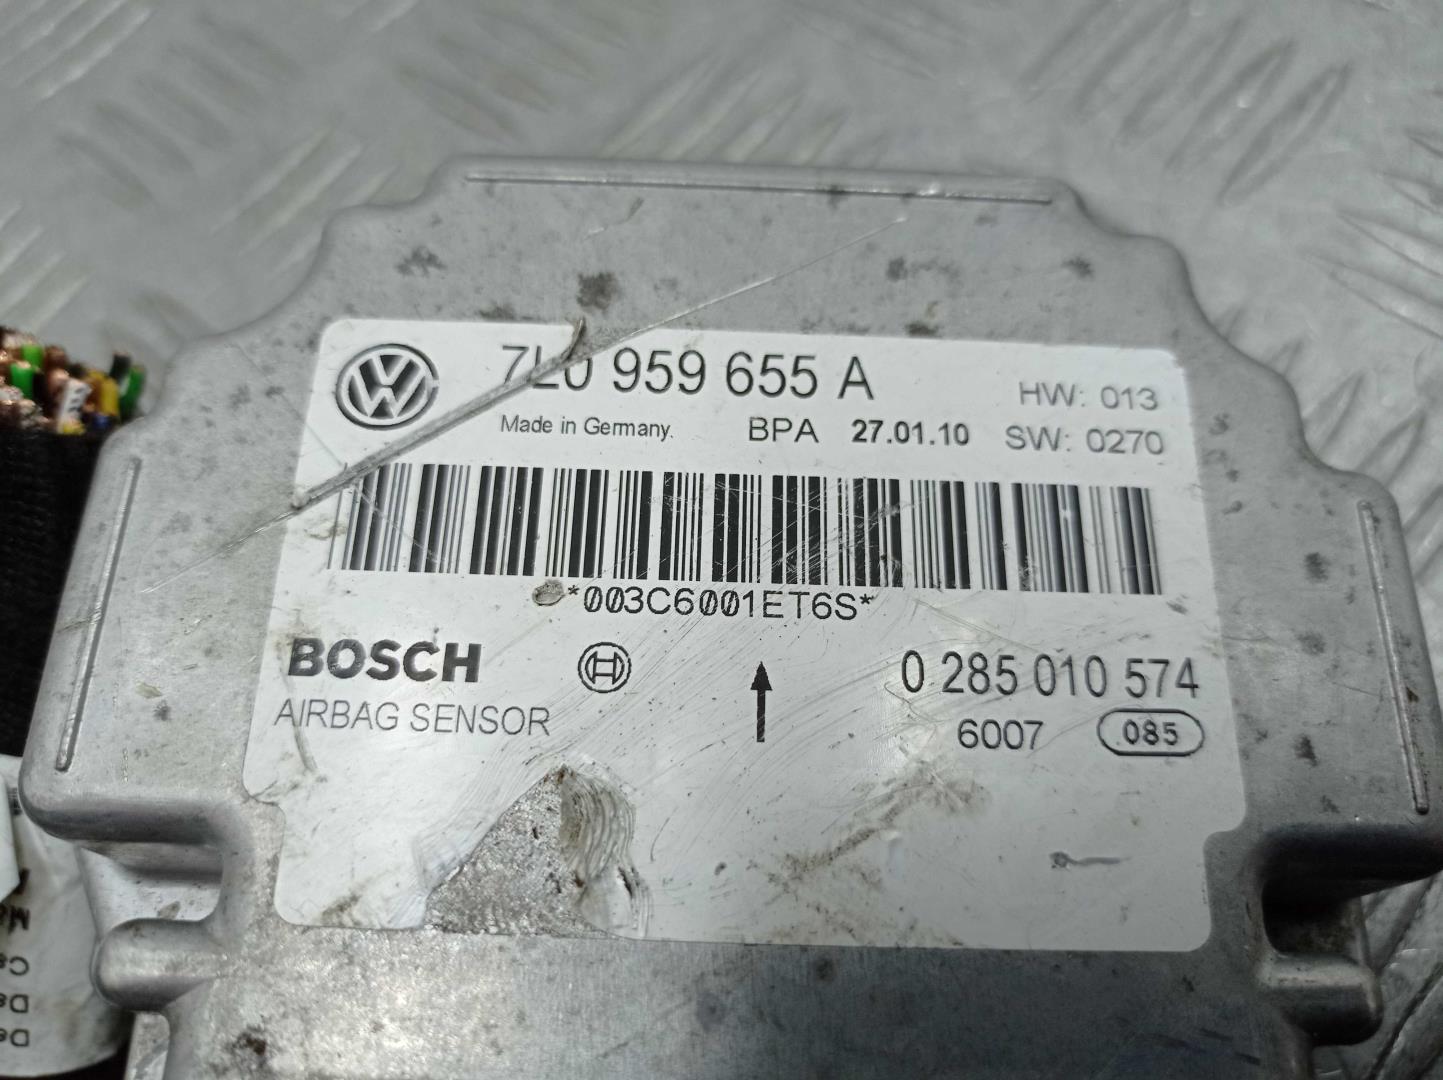 7L0 959 655 A
HW: 013
Made in Germany.
BPA 27.01.10
SW: 0270
*003C6001ET6S*
BOSCH
0 285 010 574
AIRBAG SENSOR
6007
085